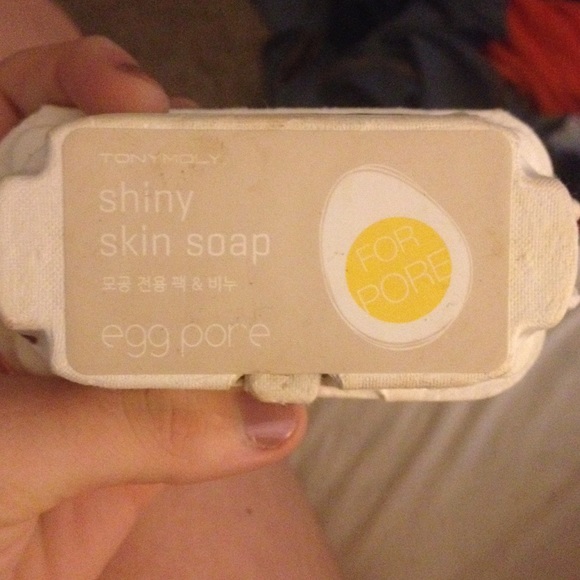 TONYMOLY
shiny
skin soap
모공 전용 팩 & 비누
egg pore
FOR
PORE